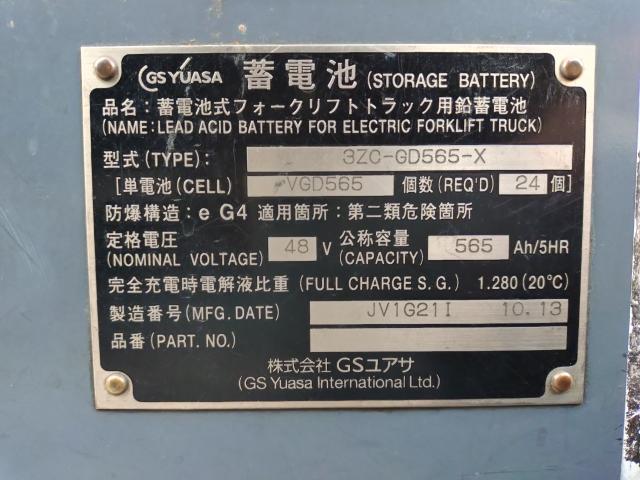 GS YUASA 蓄電池 (STORAGE BATTERY)
品名：蓄電池式フォークリフトトラック用鉛蓄電池
(NAME: LEAD ACID BATTERY FOR ELECTRIC FORKLIFT TRUCK)
型式 (TYPE)： 3ZC-GD565-X
[単電池 (CELL) VGD565 個数 (REQ'D) 24 個]
防爆構造：e G4 適用箇所：第二類危険箇所
定格電圧 (NOMINAL VOLTAGE) 48 V 公称容量 (CAPACITY) 565 Ah/5HR
完全充電時電解液比重 (FULL CHARGE S.G.) 1.280 (20℃)
製造番号 (MFG. DATE) JV1G21I 10.13
品番 (PART. NO.)
株式会社 GSユアサ
(GS Yuasa International Ltd.)